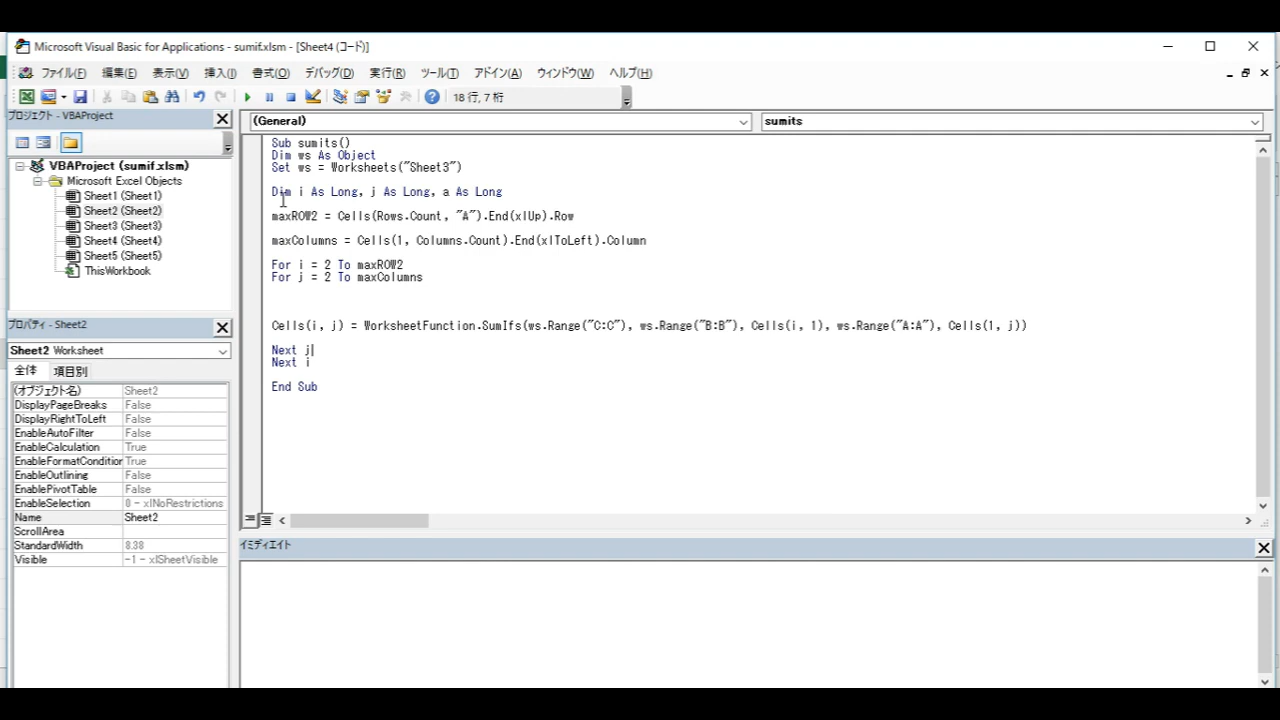 Microsoft Visual Basic for Applications - sumif.xlsm - [Sheet4 (コード)]
ファイル(F) 編集(E) 表示(V) 挿入(I) 書式(O) デバッグ(D) 実行(R) ツール(T) アドイン(A) ウィンドウ(W) ヘルプ(H)
18 行, 7 桁
プロジェクト - VBAProject
(General) sumits
VBAProject (sumif.xlsm)
Microsoft Excel Objects
Sheet1 (Sheet1)
Sheet2 (Sheet2)
Sheet3 (Sheet3)
Sheet4 (Sheet4)
Sheet5 (Sheet5)
ThisWorkbook
プロパティ - Sheet2
Sheet2 Worksheet
全体 項目別
(オブジェクト名) Sheet2
DisplayPageBreaks False
DisplayRightToLeft False
EnableAutoFilter False
EnableCalculation True
EnableFormatCondition True
EnableOutlining False
EnablePivotTable False
EnableSelection 0 - xlNoRestrictions
Name Sheet2
ScrollArea
StandardWidth 8.38
Visible -1 - xlSheetVisible
Sub sumits()
Dim ws As Object
Set ws = Worksheets("Sheet3")
Dim i As Long, j As Long, a As Long
maxROW2 = Cells(Rows.Count, "A").End(xlUp).Row
maxColumns = Cells(1, Columns.Count).End(xlToLeft).Column
For i = 2 To maxROW2
For j = 2 To maxColumns
Cells(i, j) = WorksheetFunction.SumIfs(ws.Range("C:C"), ws.Range("B:B"), Cells(i, 1), ws.Range("A:A"), Cells(1, j))
Next j
Next i
End Sub
イミディエイト